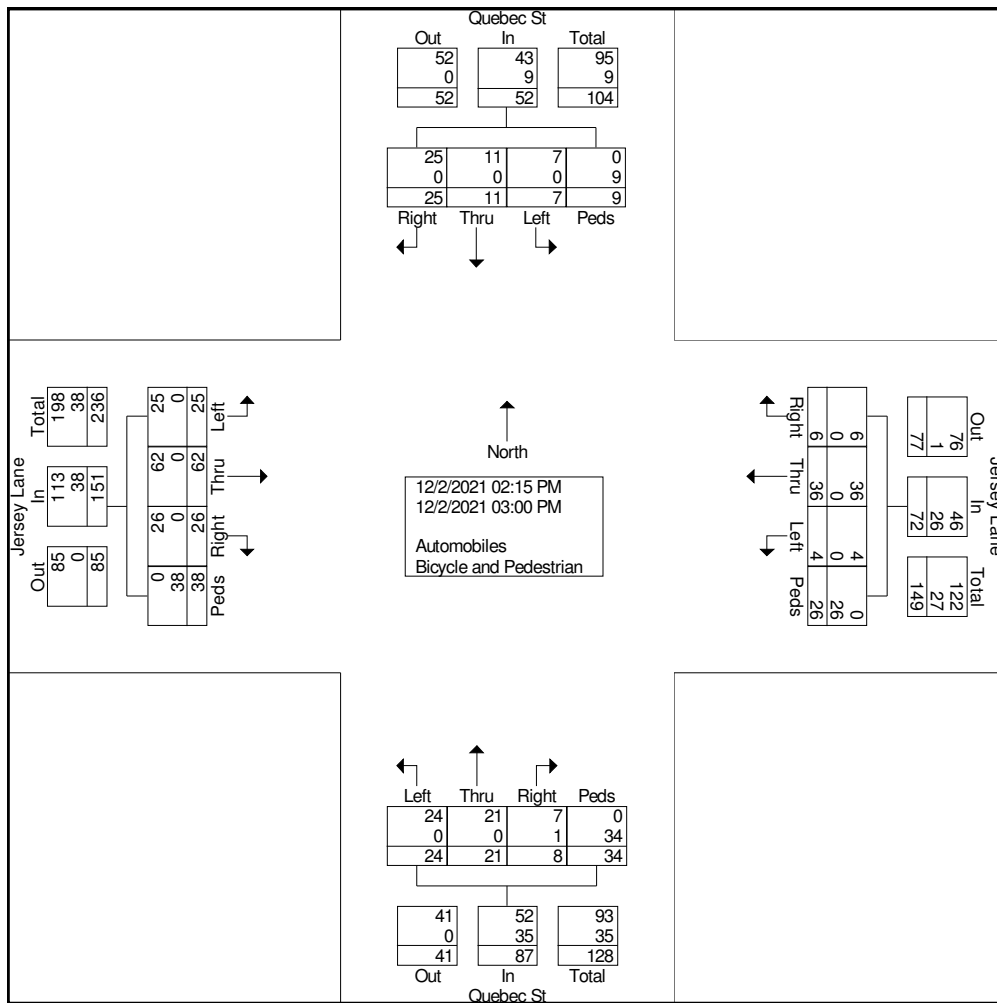 Quebec St
Out In Total
52 43 95
0 9 9
52 52 104
25 11 7 0
0 0 0 9
25 11 7 9
Right Thru Left Peds
Jersey Lane
Total In Out
198 113 85
38 38 0
236 151 85
25 62 26 0
0 0 0 38
25 62 26 38
Left Thru Right Peds
North
12/2/2021 02:15 PM
12/2/2021 03:00 PM
Automobiles
Bicycle and Pedestrian
Right Thru Left Peds
6 36 4 0
0 0 0 26
6 36 4 26
Out In Total
76 46 122
1 26 27
77 72 149
Jersey Lane
Left Thru Right Peds
24 21 7 0
0 0 1 34
24 21 8 34
41 52 93
0 35 35
41 87 128
Out In Total
Quebec St